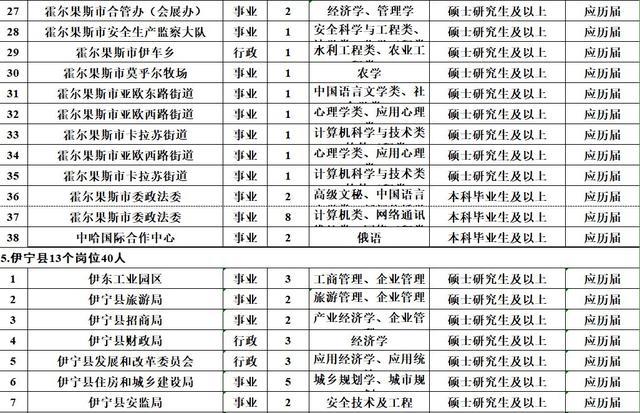 27 霍尔果斯市合管办（会展办） 事业 2 经济学、管理学 硕士研究生及以上 应历届
28 霍尔果斯市安全生产监察大队 事业 1 安全科学与工程类、 硕士研究生及以上 应历届
29 霍尔果斯市伊车乡 行政 1 水利工程类、农业工 硕士研究生及以上 应历届
30 霍尔果斯市莫乎尔牧场 事业 1 农学 硕士研究生及以上 应历届
31 霍尔果斯市亚欧东路街道 事业 1 中国语言文学类、社 硕士研究生及以上 应历届
32 霍尔果斯市亚欧西路街道 事业 1 心理学类、应用心理 硕士研究生及以上 应历届
33 霍尔果斯市卡拉苏街道 事业 1 计算机科学与技术类 硕士研究生及以上 应历届
34 霍尔果斯市亚欧西路街道 事业 1 心理学类、应用心理 硕士研究生及以上 应历届
35 霍尔果斯市卡拉苏街道 事业 1 计算机科学与技术类 硕士研究生及以上 应历届
36 霍尔果斯市委政法委 事业 2 高级文秘、中国语言 本科毕业生及以上 应历届
37 霍尔果斯市委政法委 事业 8 计算机类、网络通讯 本科毕业生及以上 应历届
38 中哈国际合作中心 事业 2 俄语 本科毕业生及以上 应历届
5.伊宁县13个岗位40人
1 伊东工业园区 事业 3 工商管理、企业管理 硕士研究生及以上 应历届
2 伊宁县旅游局 事业 2 旅游管理、企业管理 硕士研究生及以上 应历届
3 伊宁县招商局 事业 2 产业经济学、企业管 硕士研究生及以上 应历届
4 伊宁县财政局 行政 3 经济学 硕士研究生及以上 应历届
5 伊宁县发展和改革委员会 行政 3 应用经济学、应用统 硕士研究生及以上 应历届
6 伊宁县住房和城乡建设局 事业 5 城乡规划学、城市规 硕士研究生及以上 应历届
7 伊宁县安监局 事业 2 安全技术及工程 硕士研究生及以上 应历届